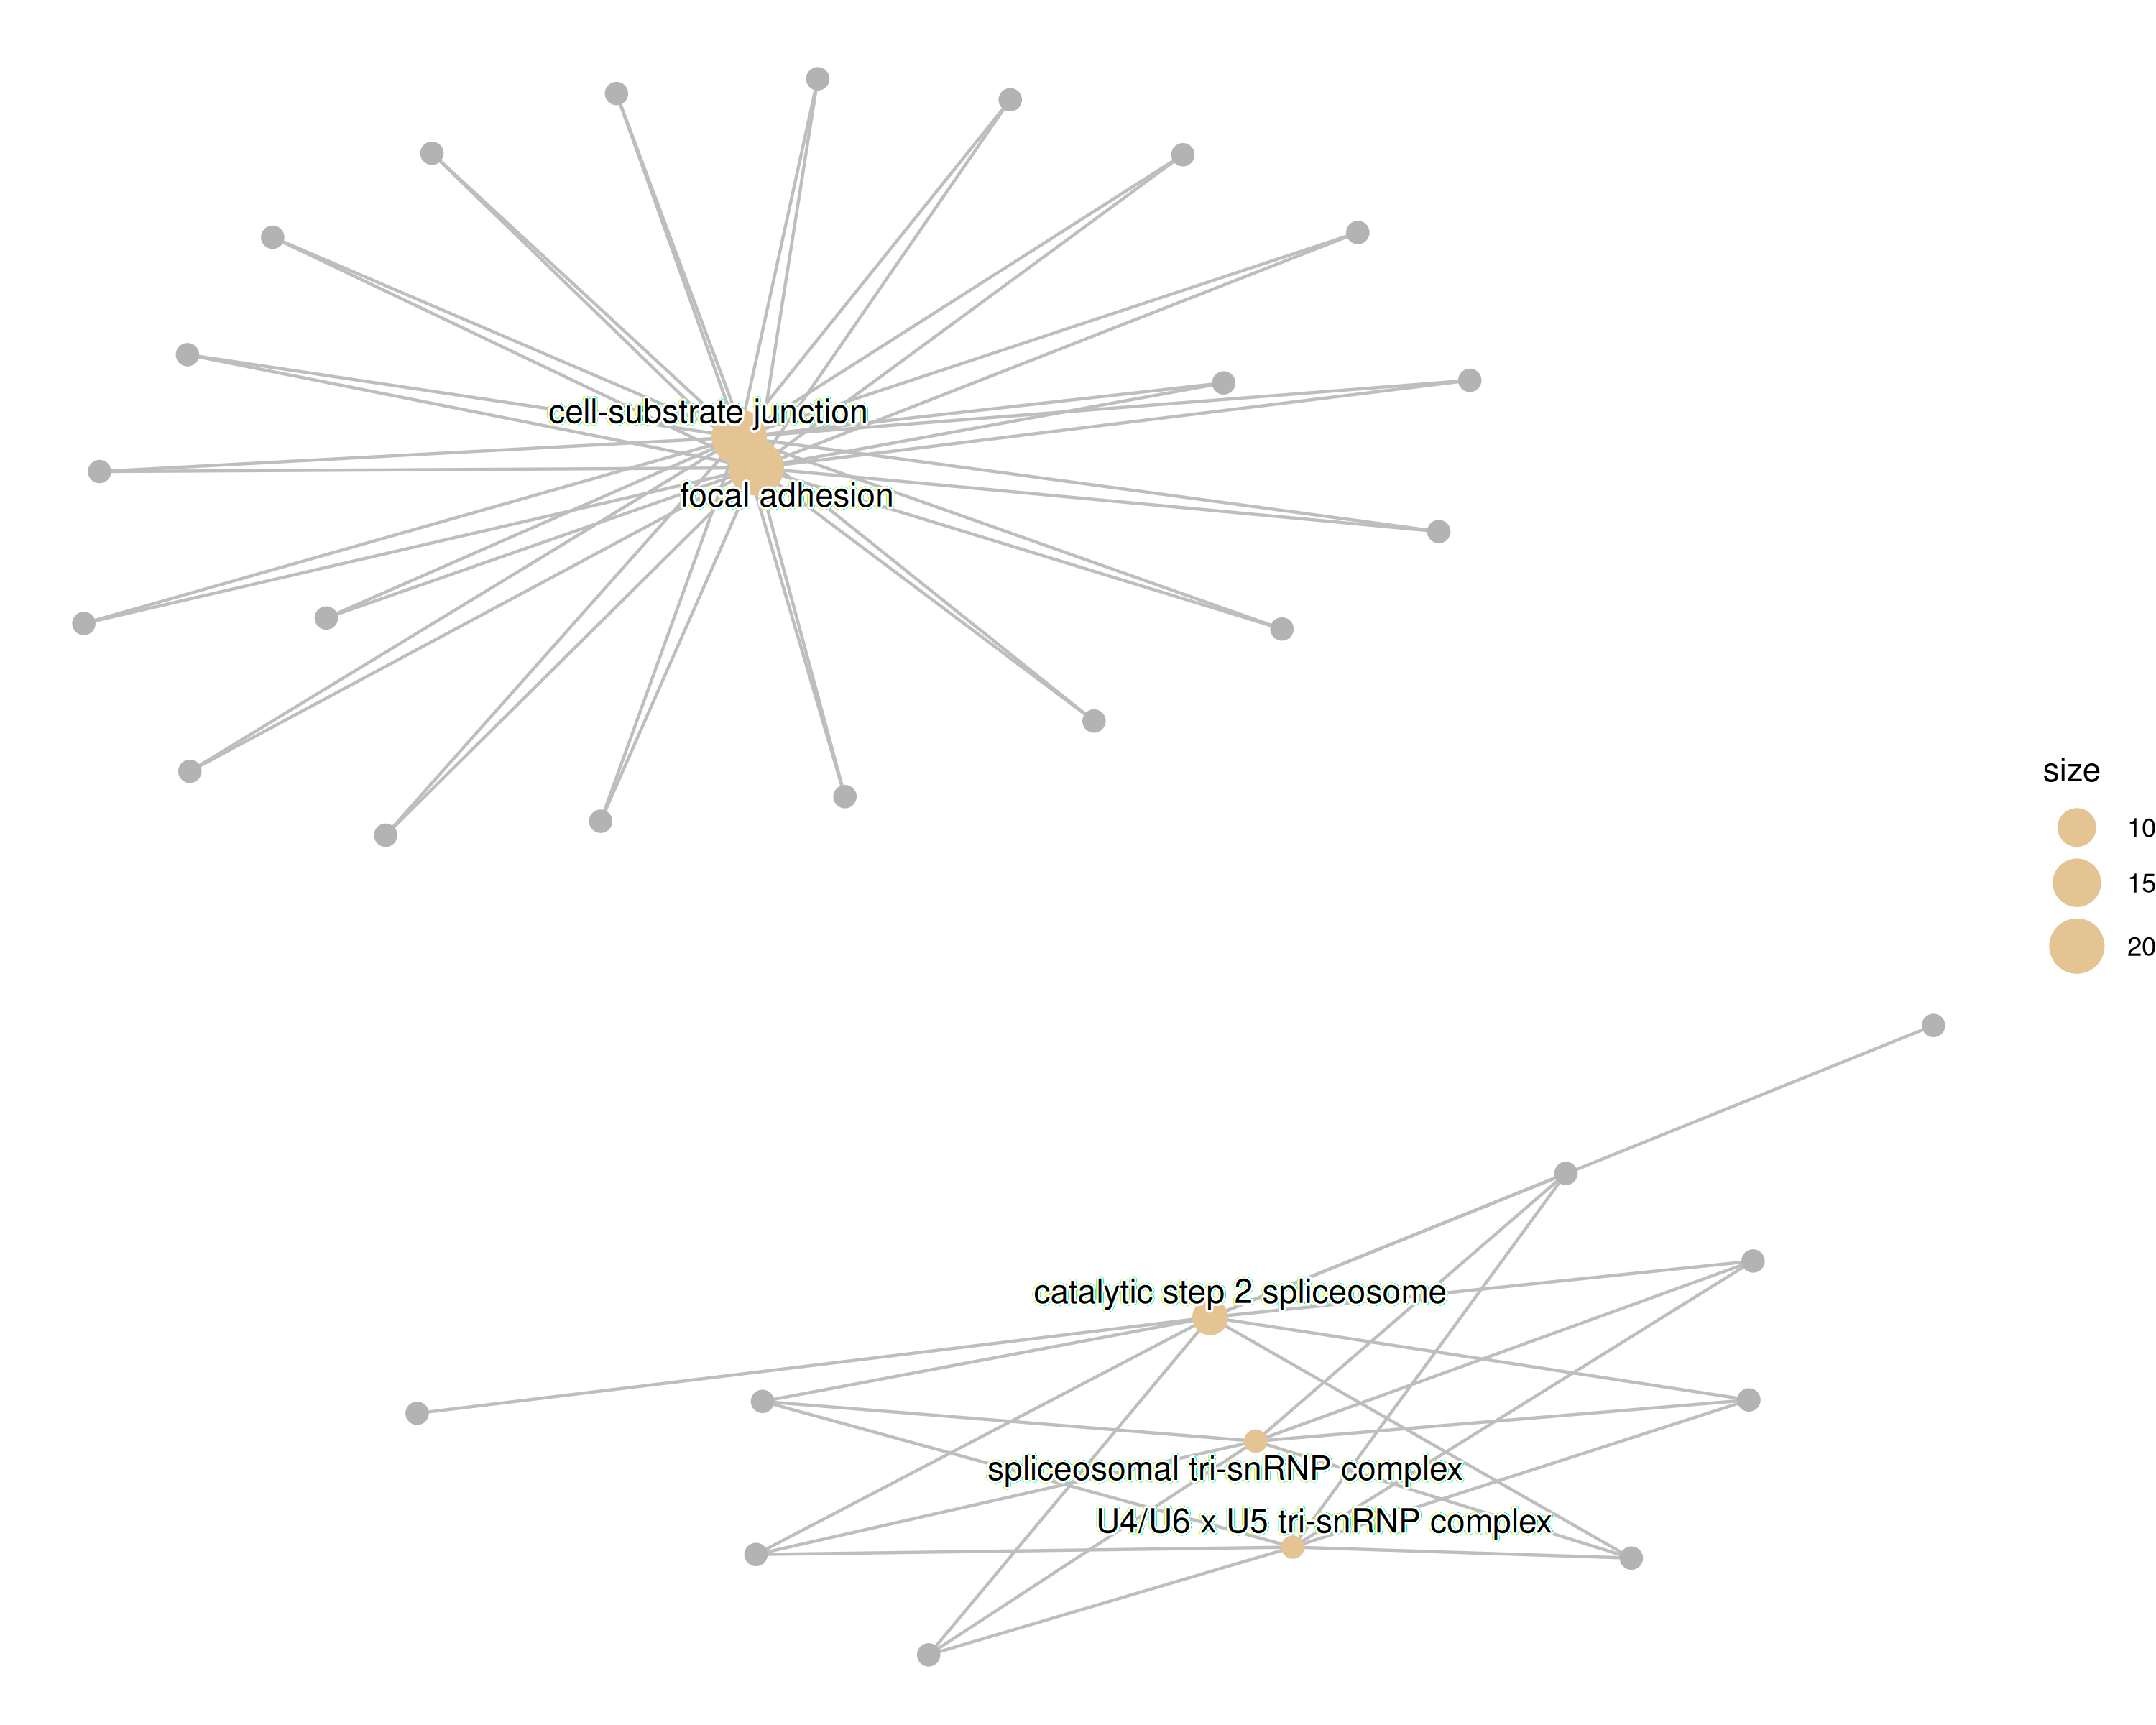 cell-substrate junction
focal adhesion
size
10
15
20
catalytic step 2 spliceosome
spliceosomal tri-snRNP complex
U4/U6 x U5 tri-snRNP complex